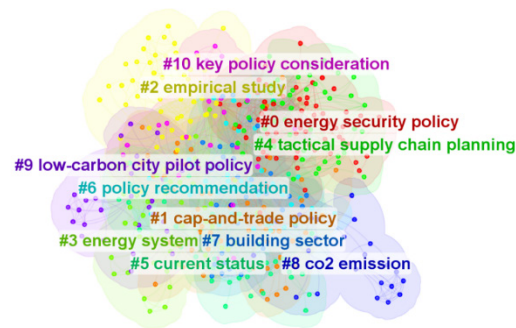 #10 key policy consideration
#2 empirical study
#0 energy security policy
#4 tactical supply chain planning
#9 low-carbon city pilot policy
#6 policy recommendation
#1 cap-and-trade policy
#3 energy system #7 building sector
#5 current status #8 co2 emission